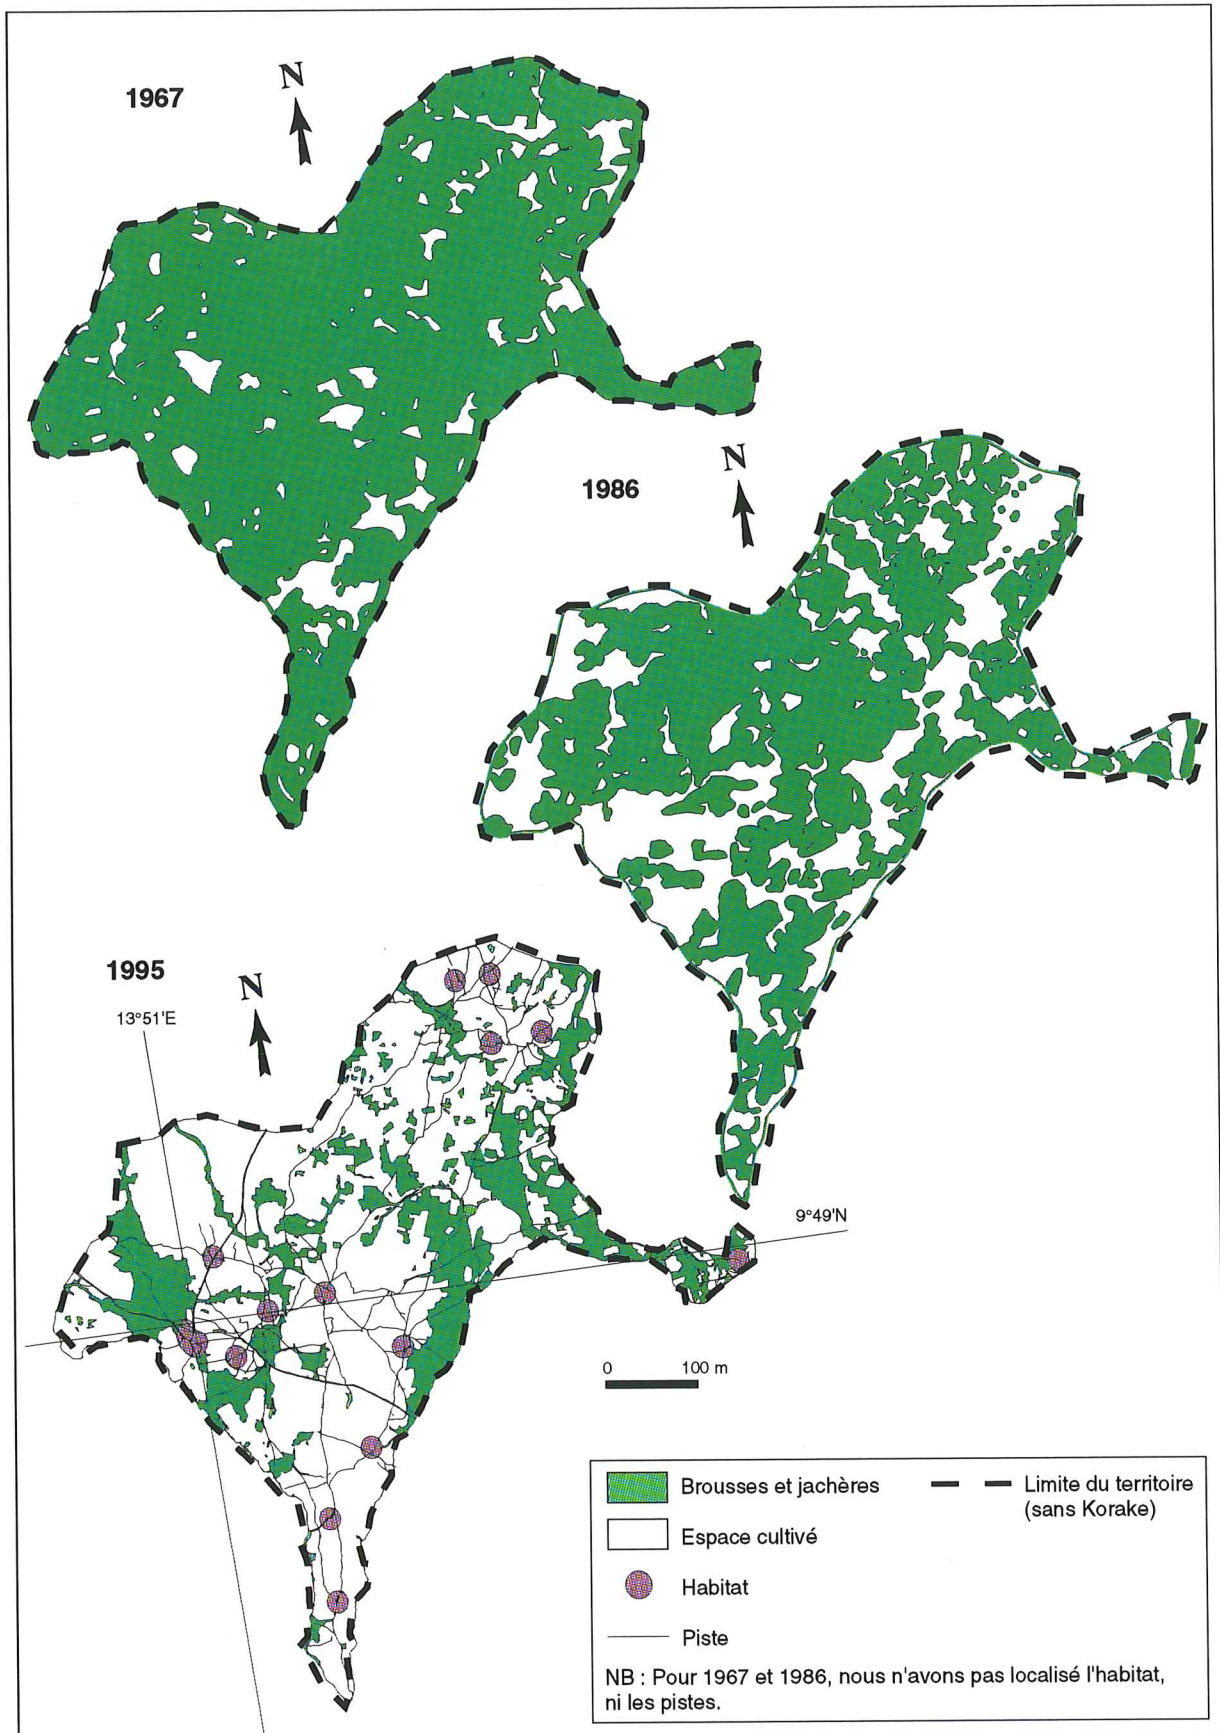 1967
N
1986
N
1995
N
13°51'E
9°49'N
0 100 m
Brousses et jachères
Limite du territoire
(sans Korake)
Espace cultivé
Habitat
Piste
NB : Pour 1967 et 1986, nous n'avons pas localisé l'habitat,
ni les pistes.